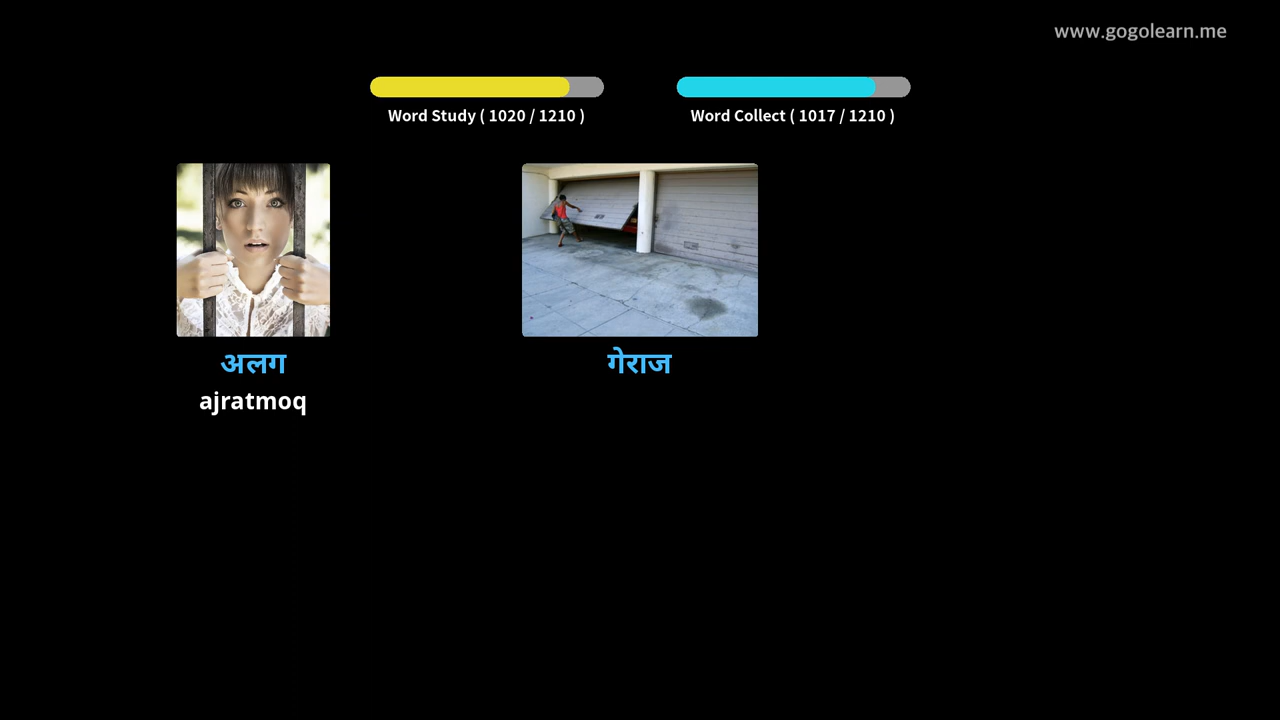 www.gogolearn.me
Word Study ( 1020 / 1210 )
Word Collect ( 1017 / 1210 )
अलग
ajratmoq
गेराज